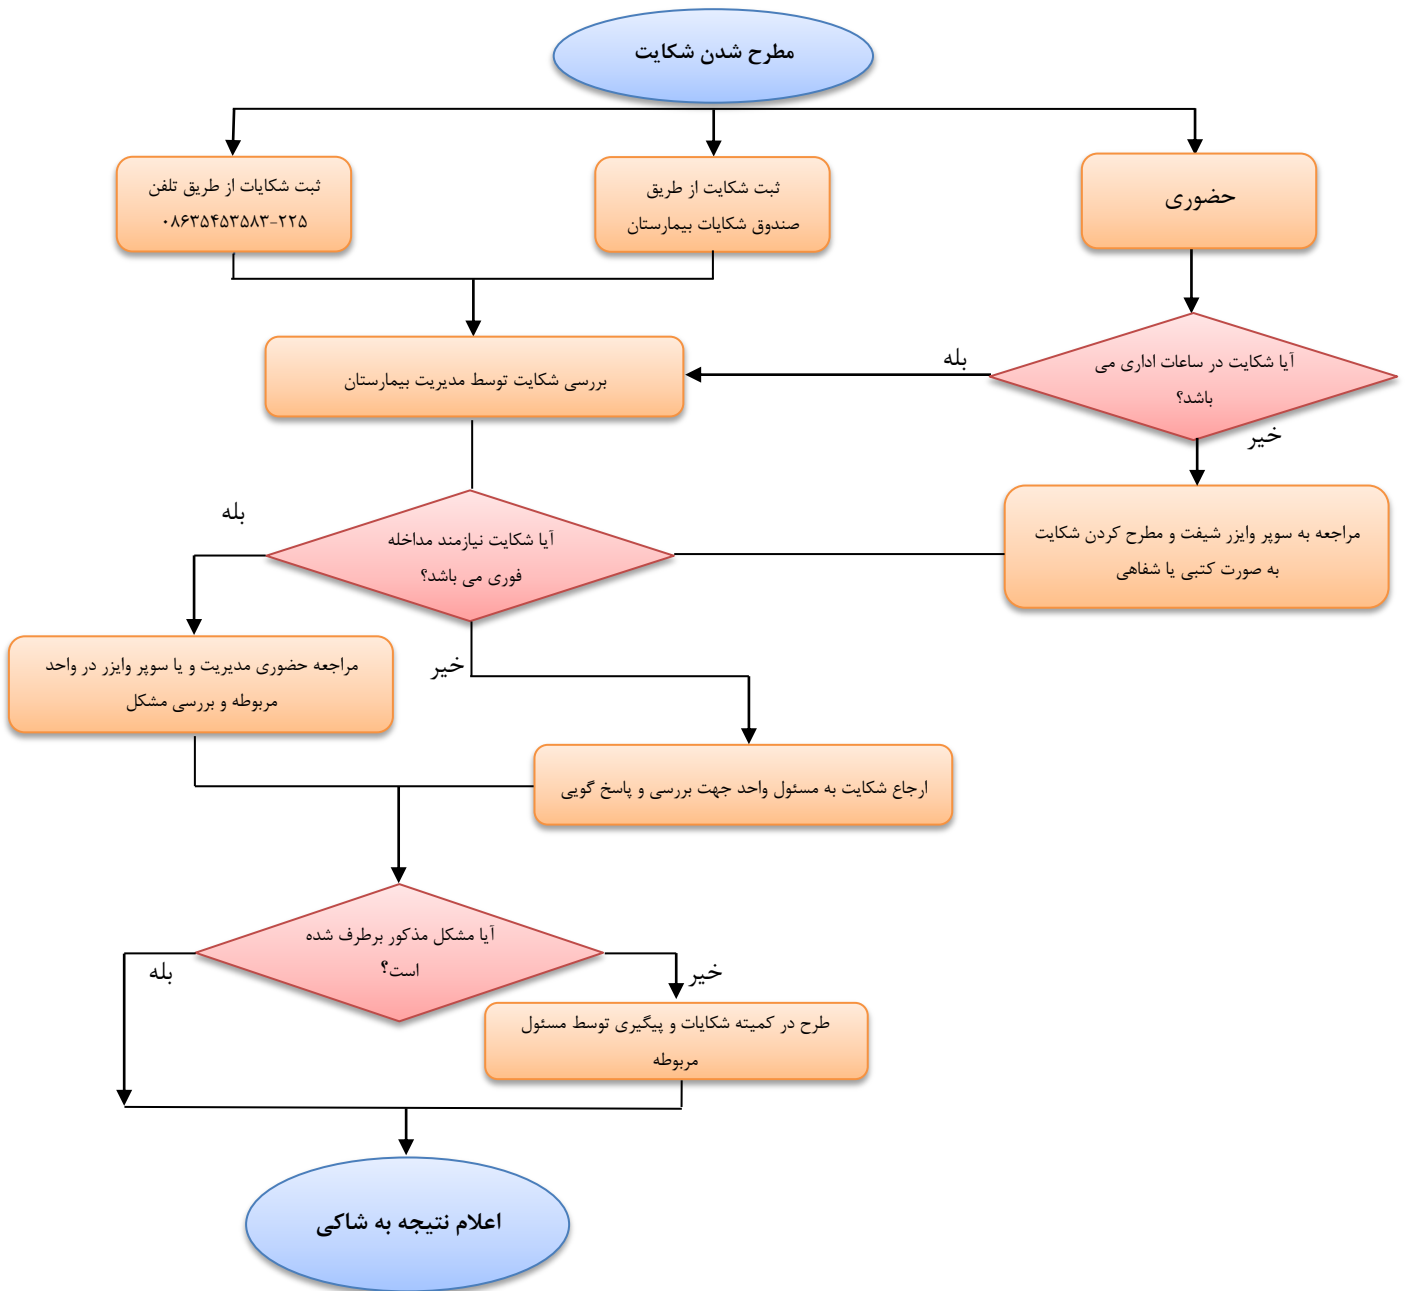 مطرح شدن شکایت
حضوری
ثبت شکایت از طریق
صندوق شکایات بیمارستان
ثبت شکایات از طریق تلفن
۰۸۶۳۵۴۵۳۵۸۳-۲۲۵
آیا شکایت در ساعات اداری می
باشد؟
بله
خیر
بررسی شکایت توسط مدیریت بیمارستان
مراجعه به سوپر وایزر شیفت و مطرح کردن شکایت
به صورت کتبی یا شفاهی
آیا شکایت نیازمند مداخله
فوری می باشد؟
بله
خیر
مراجعه حضوری مدیریت و یا سوپر وایزر در واحد
مربوطه و بررسی مشکل
ارجاع شکایت به مسئول واحد جهت بررسی و پاسخ گویی
آیا مشکل مذکور برطرف شده
است؟
خیر
بله
طرح در کمیته شکایات و پیگیری توسط مسئول
مربوطه
اعلام نتیجه به شاکی